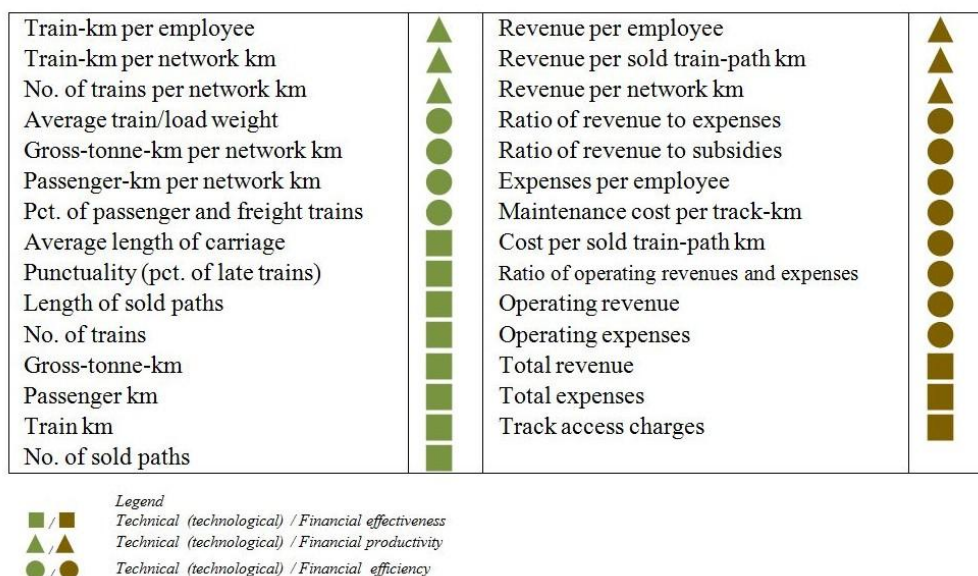 Train-km per employee
Train-km per network km
No. of trains per network km
Average train/load weight
Gross-tonne-km per network km
Passenger-km per network km
Pct. of passenger and freight trains
Average length of carriage
Punctuality (pct. of late trains)
Length of sold paths
No. of trains
Gross-tonne-km
Passenger km
Train km
No. of sold paths
Revenue per employee
Revenue per sold train-path km
Revenue per network km
Ratio of revenue to expenses
Ratio of revenue to subsidies
Expenses per employee
Maintenance cost per track-km
Cost per sold train-path km
Ratio of operating revenues and expenses
Operating revenue
Operating expenses
Total revenue
Total expenses
Track access charges
Legend
/ Technical (technological) / Financial effectiveness
/ Technical (technological) / Financial productivity
/ Technical (technological) / Financial efficiency